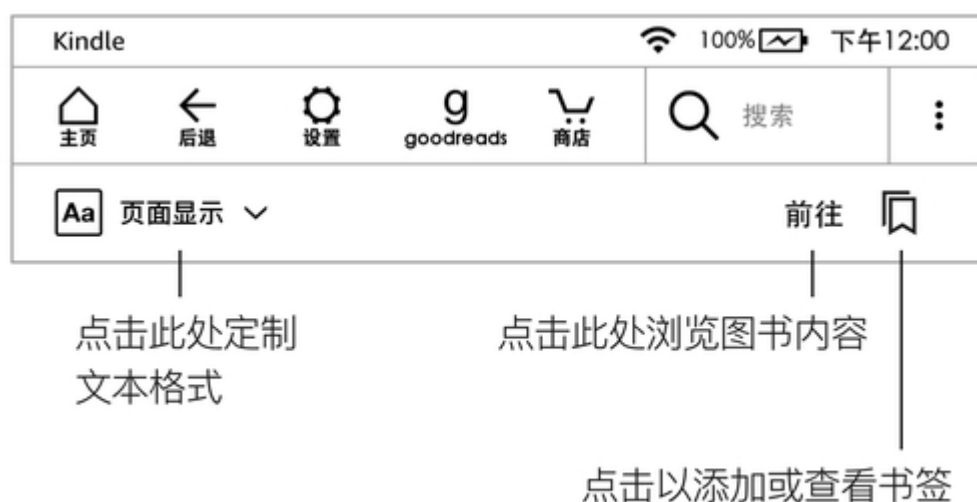 Kindle 100% 下午12:00
主页 后退 设置 goodreads 商店 搜索
Aa 页面显示 前往
点击此处定制
文本格式
点击此处浏览图书内容
点击以添加或查看书签